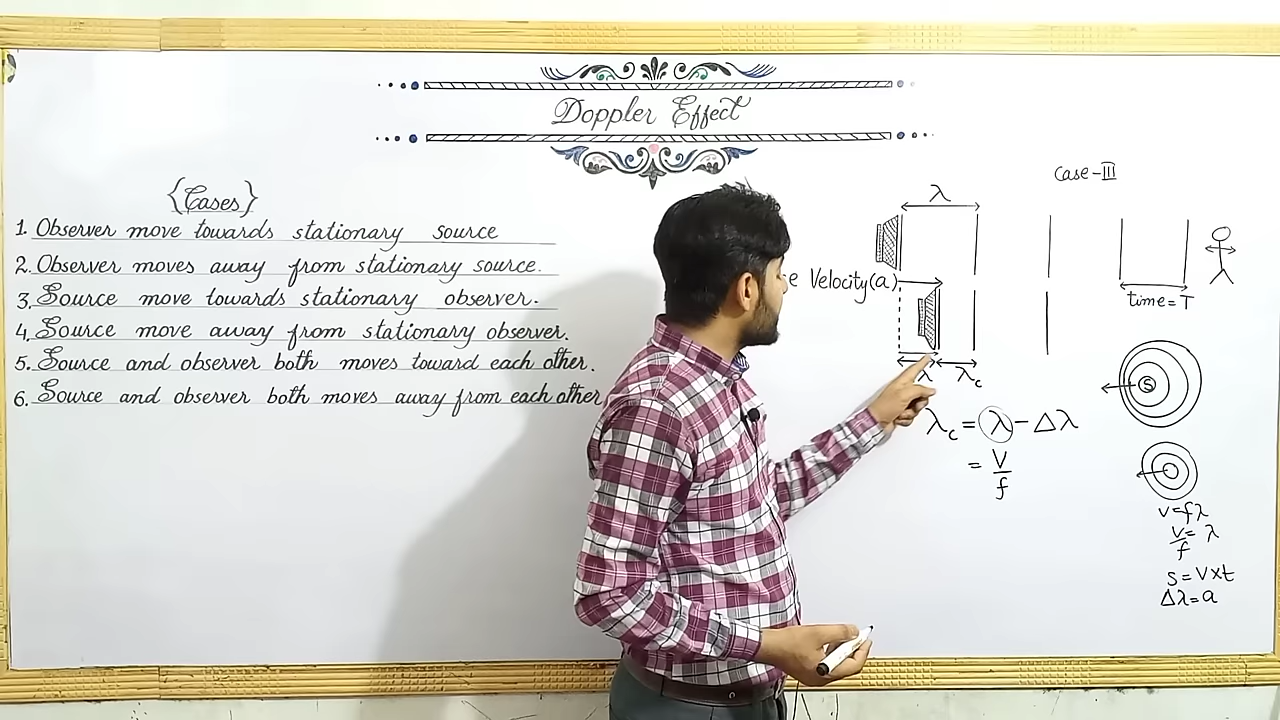 Doppler Effect
{Cases}
1. Observer move towards stationary source
2. Observer moves away from stationary source.
3. Source move towards stationary observer.
4. Source move away from stationary observer.
5. Source and observer both moves toward each other.
6. Source and observer both moves away from each other
Case-III
λ
Velocity(a)
time=T
λc
λc = λ - Δλ
= V/f
S
v=fλ
v/f = λ
S = V×t
Δλ = a